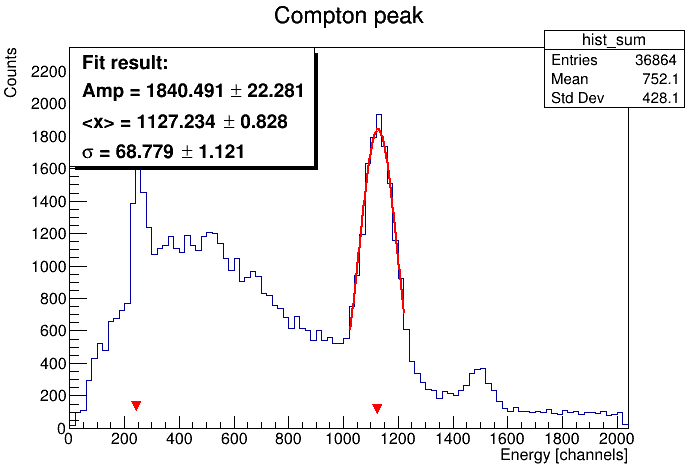 Compton peak
hist_sum
Entries 36864
Mean 752.1
Std Dev 428.1
Fit result:
Amp = 1840.491 ± 22.281
<x> = 1127.234 ± 0.828
σ = 68.779 ± 1.121
Counts
2200
2000
1800
1600
1400
1200
1000
800
600
400
200
0
0 200 400 600 800 1000 1200 1400 1600 1800 2000
Energy [channels]